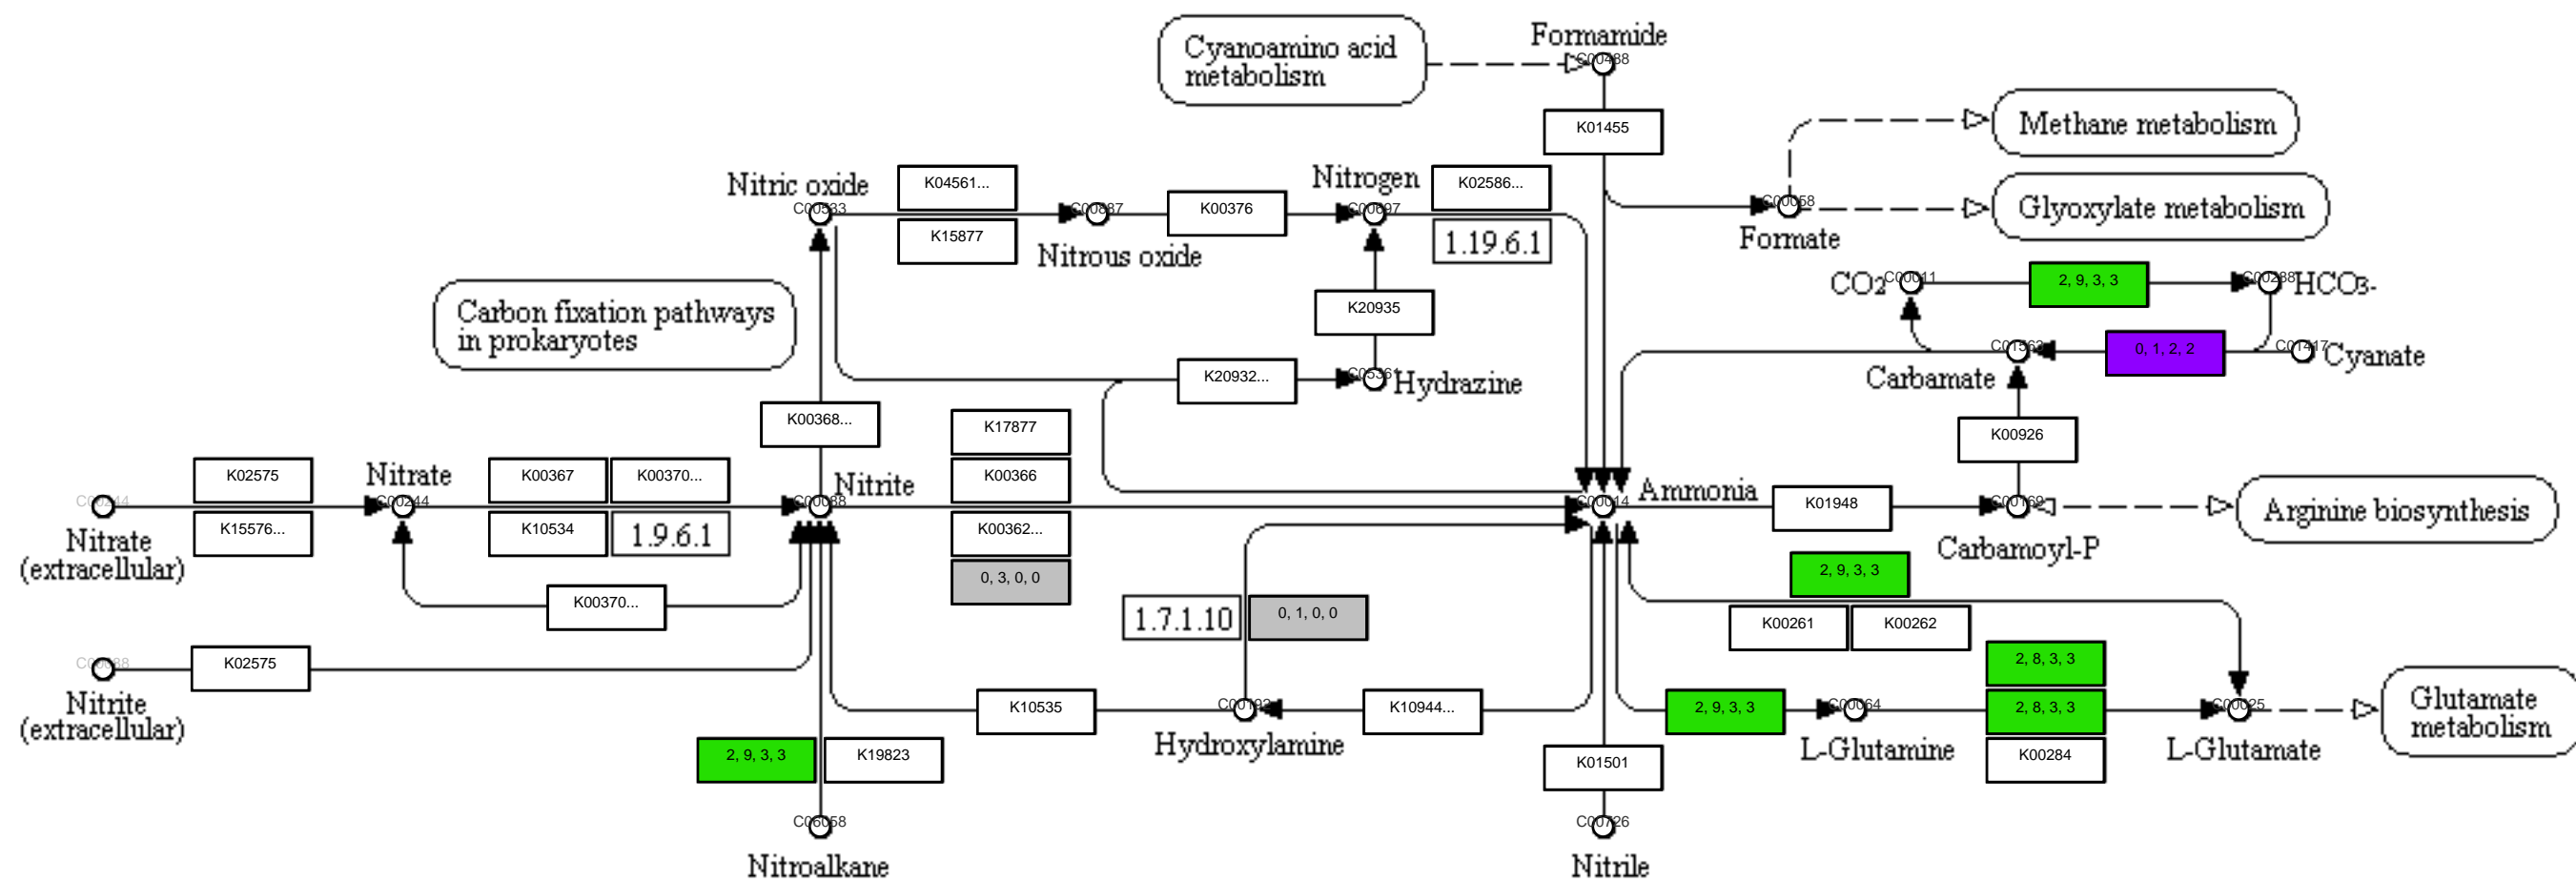 Formamide
Cyanoamino acid
metabolism
C00488
Methane metabolism
K01455
Nitric oxide
K04561...
Nitrogen
K02586...
C00533
C00887
K00376
C00697
C00058
Glyoxylate metabolism
K15877
Nitrous oxide
1.19.6.1
Formate
CO2
C00011
2, 9, 3, 3
C00288
HCO3-
Carbon fixation pathways
in prokaryotes
K20935
C01563
0, 1, 2, 2
C01417
Cyanate
Carbamate
K20932...
C05361
Hydrazine
K00368...
K17877
K00926
K02575
Nitrate
K00367
K00370...
Nitrite
K00366
Ammonia
C00244
C00244
C00088
C00014
K01948
C00169
Arginine biosynthesis
Nitrate
(extracellular)
K15576...
K10534
1.9.6.1
K00362...
Carbamoyl-P
0, 3, 0, 0
2, 9, 3, 3
K00370...
1.7.1.10
0, 1, 0, 0
K00261
K00262
C00088
K02575
2, 8, 3, 3
Nitrite
(extracellular)
K10535
C00192
K10944...
2, 9, 3, 3
C00064
2, 8, 3, 3
C00025
Glutamate
metabolism
Hydroxylamine
L-Glutamine
L-Glutamate
2, 9, 3, 3
K19823
K01501
K00284
C06058
C00726
Nitroalkane
Nitrile